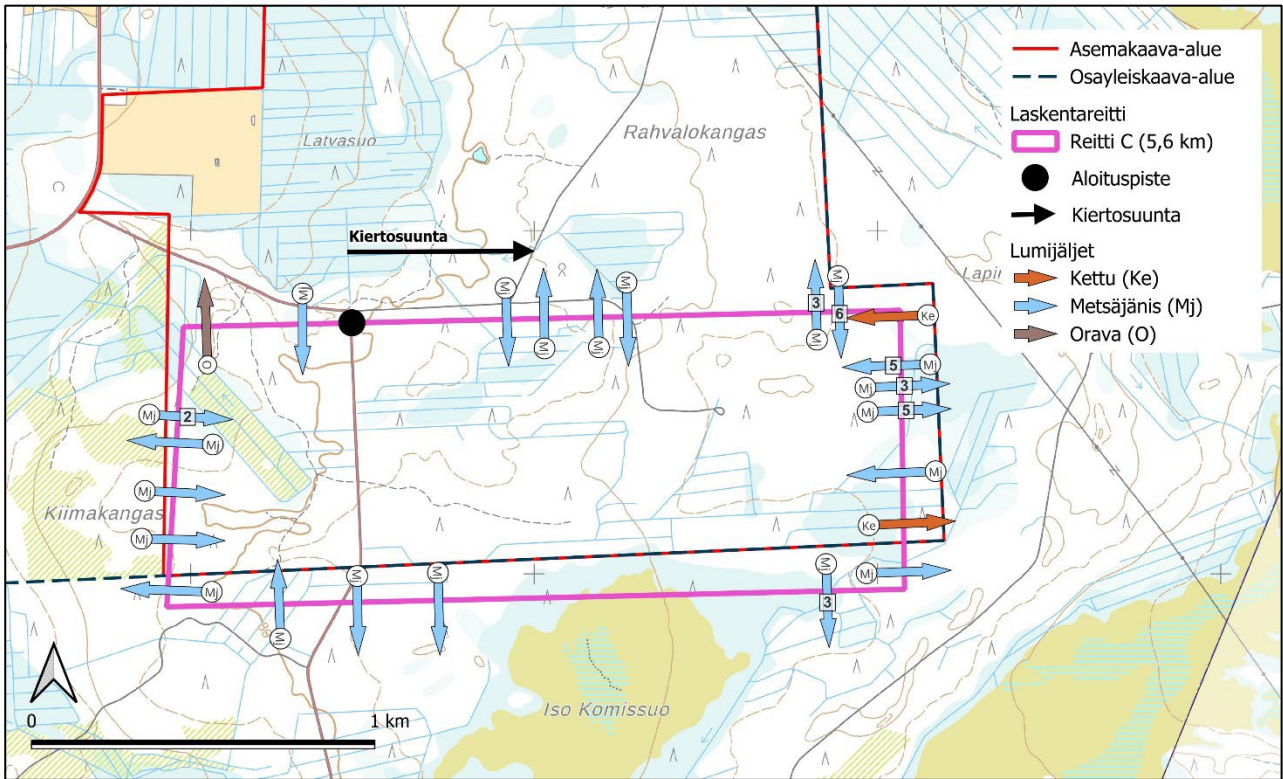 Latvasuo
Rahvalokangas
Asemakaava-alue
Osayleiskaava-alue
Laskentareitti
Reitti C (5,6 km)
Aloituspiste
Kiertosuunta
Lumijäljet
Kettu (Ke)
Metsäjänis (Mj)
Orava (O)
Kiertosuunta
Mj
Mj
Mj
Mj
Mj
Mj
3
Mj
6
Ke
O
5
Mj
Mj
3
Mj
5
Mj
2
Mj
Mj
Mj
Kiimakangas
Ke
Mj
Mj
Mj
Mj
Mj
Mj
3
Mj
Mj
Iso Komissuo
0
1 km